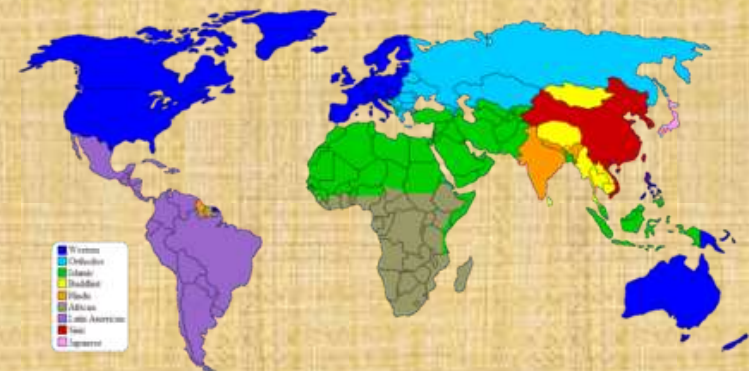 Western
Orthodox
Islamic
Buddhist
Hindu
African
Latin American
Sinic
Japanese